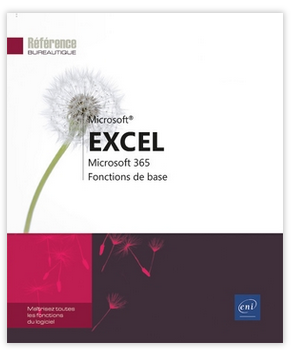 Référence
BUREAUTIQUE
Microsoft®
EXCEL
Microsoft 365
Fonctions de base
Maîtrisez toutes
les fonctions
du logiciel
eni